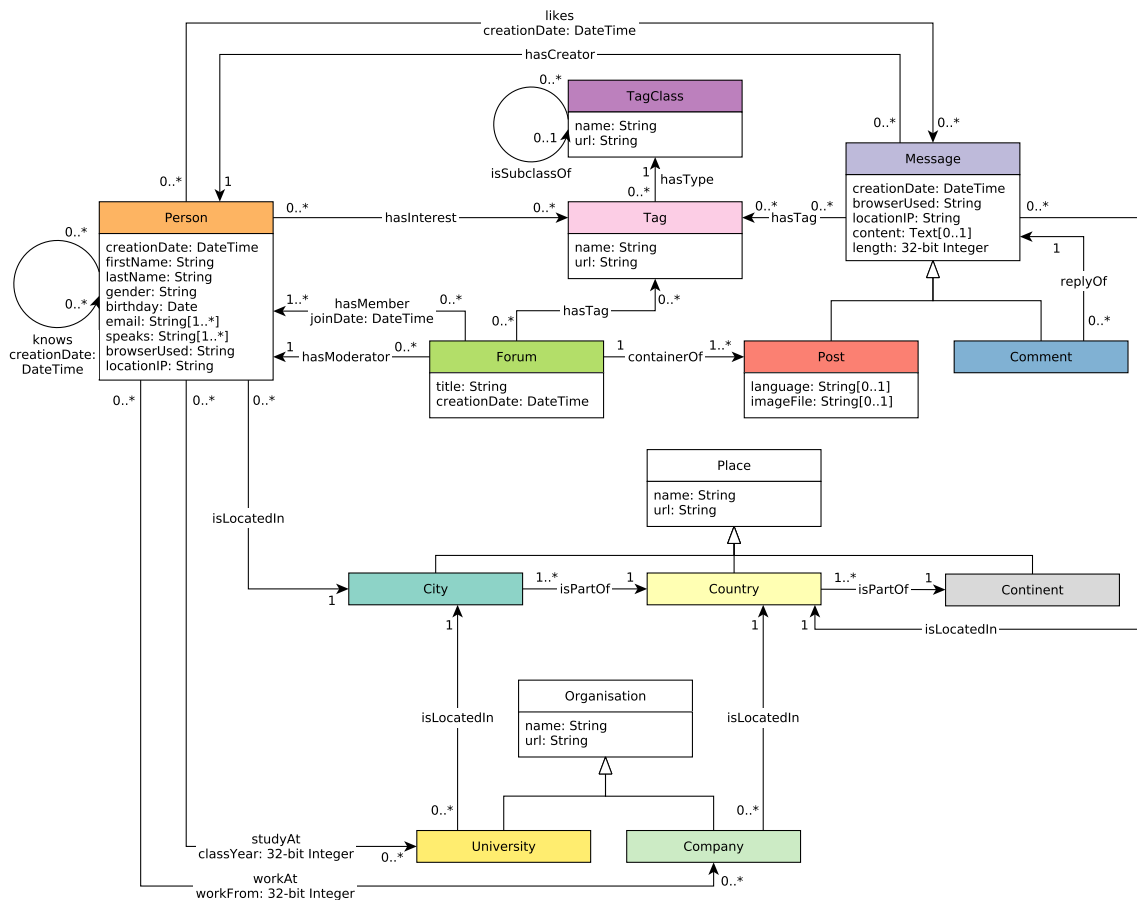 likes
creationDate: DateTime
hasCreator
0..*
TagClass
name: String
url: String
0..1
isSubclassOf
0..*
0..*
Message
creationDate: DateTime
browserUsed: String
locationIP: String
content: Text[0..1]
length: 32-bit Integer
1
hasType
0..*
0..*
1
Person
creationDate: DateTime
firstName: String
lastName: String
gender: String
birthday: Date
email: String[1..*]
speaks: String[1..*]
browserUsed: String
locationIP: String
0..*
hasInterest
0..*
Tag
name: String
url: String
0..*
hasTag
0..*
0..*
0..*
0..*
knows
creationDate:
DateTime
1
replyOf
0..*
1..*
hasMember
joinDate: DateTime
0..*
hasTag
0..*
1
hasModerator
0..*
Forum
title: String
creationDate: DateTime
1
containerOf
1..*
Post
language: String[0..1]
imageFile: String[0..1]
Comment
0..*
0..*
0..*
Place
name: String
url: String
isLocatedIn
1
City
1..*
isPartOf
1
Country
1..*
isPartOf
1
Continent
1
1
1
isLocatedIn
Organisation
name: String
url: String
isLocatedIn
isLocatedIn
0..*
0..*
University
Company
studyAt
classYear: 32-bit Integer
0..*
workAt
workFrom: 32-bit Integer
0..*